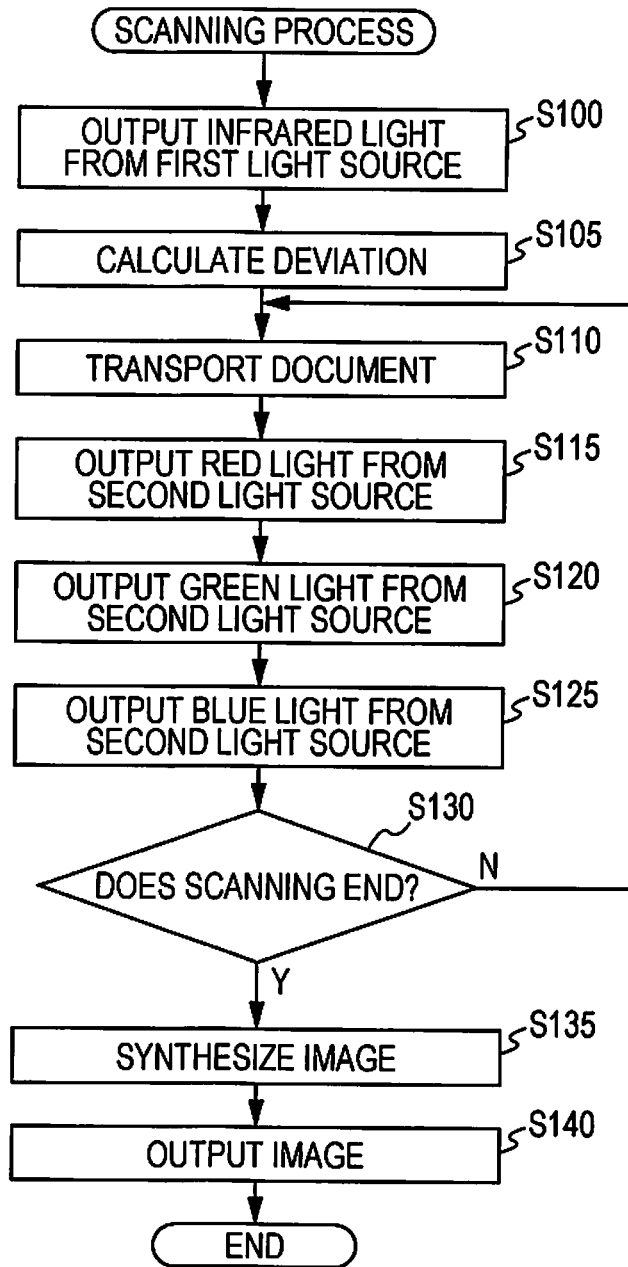 SCANNING PROCESS
OUTPUT INFRARED LIGHT
FROM FIRST LIGHT SOURCE
S100
CALCULATE DEVIATION
S105
TRANSPORT DOCUMENT
S110
OUTPUT RED LIGHT FROM
SECOND LIGHT SOURCE
S115
OUTPUT GREEN LIGHT FROM
SECOND LIGHT SOURCE
S120
OUTPUT BLUE LIGHT FROM
SECOND LIGHT SOURCE
S125
S130
DOES SCANNING END?
N
Y
SYNTHESIZE IMAGE
S135
OUTPUT IMAGE
S140
END